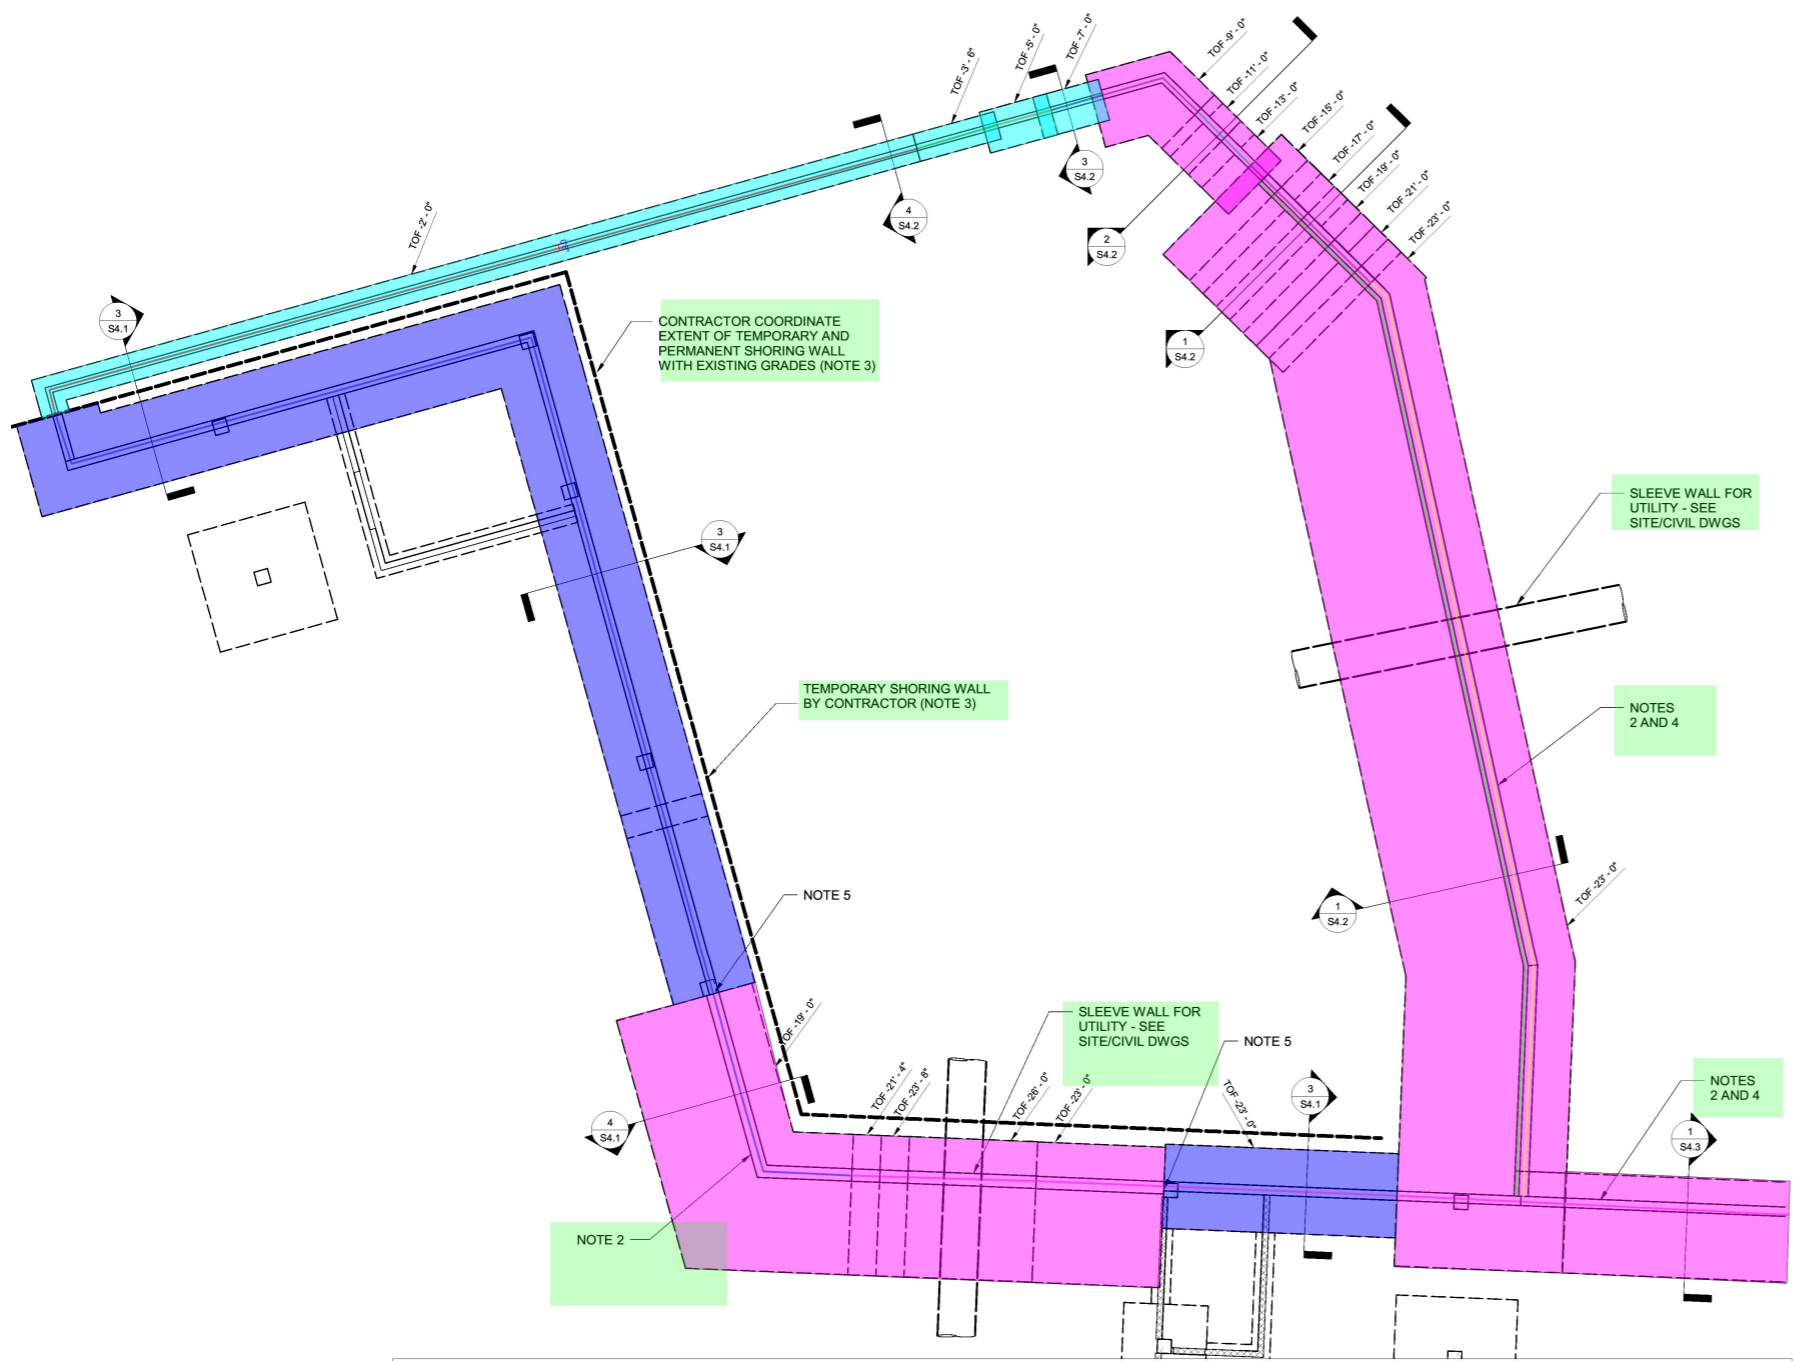 TOF -3' - 6"
TOF -5' - 0"
TOF -7' - 0"
TOF -9' - 0"
TOF -11' - 0"
TOF -13' - 0"
TOF -15' - 0"
TOF -17' - 0"
TOF -19' - 0"
TOF -21' - 0"
TOF -23' - 0"
TOF -2' - 0"
3
S4.2
4
S4.2
2
S4.2
3
S4.1
1
S4.2
CONTRACTOR COORDINATE
EXTENT OF TEMPORARY AND
PERMANENT SHORING WALL
WITH EXISTING GRADES (NOTE 3)
SLEEVE WALL FOR
UTILITY - SEE
SITE/CIVIL DWGS
3
S4.1
TEMPORARY SHORING WALL
BY CONTRACTOR (NOTE 3)
NOTES
2 AND 4
NOTE 5
TOF -23' - 0"
1
S4.2
TOF -19' - 0"
SLEEVE WALL FOR
UTILITY - SEE
SITE/CIVIL DWGS
NOTE 5
TOF -21' - 4"
TOF -23' - 8"
TOF -26' - 0"
TOF -23' - 0"
TOF -23' - 0"
3
S4.1
NOTES
2 AND 4
4
S4.1
1
S4.3
NOTE 2